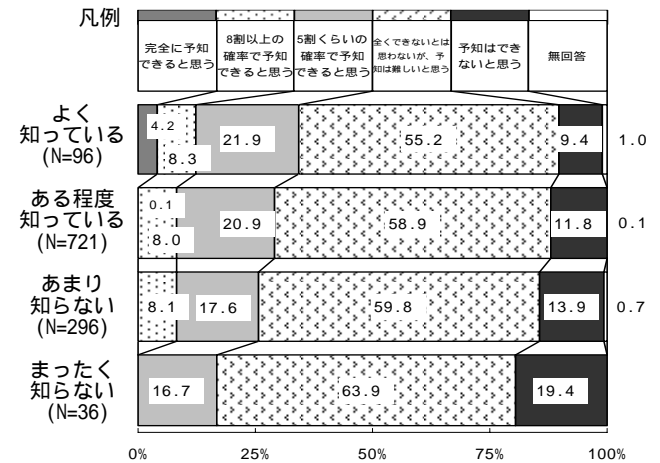 凡例
完全に予知
できると思う
8割以上の
確率で予知
できると思う
5割くらいの
確率で予知
できると思う
全くできないとは
思わないが、予
知は難しいと思う
予知はでき
ないと思う
無回答
よく
知っている
(N=96)
4.2
8.3
21.9
55.2
9.4
1.0
ある程度
知っている
(N=721)
0.1
8.0
20.9
58.9
11.8
0.1
あまり
知らない
(N=296)
8.1
17.6
59.8
13.9
0.7
まったく
知らない
(N=36)
16.7
63.9
19.4
0%
25%
50%
75%
100%